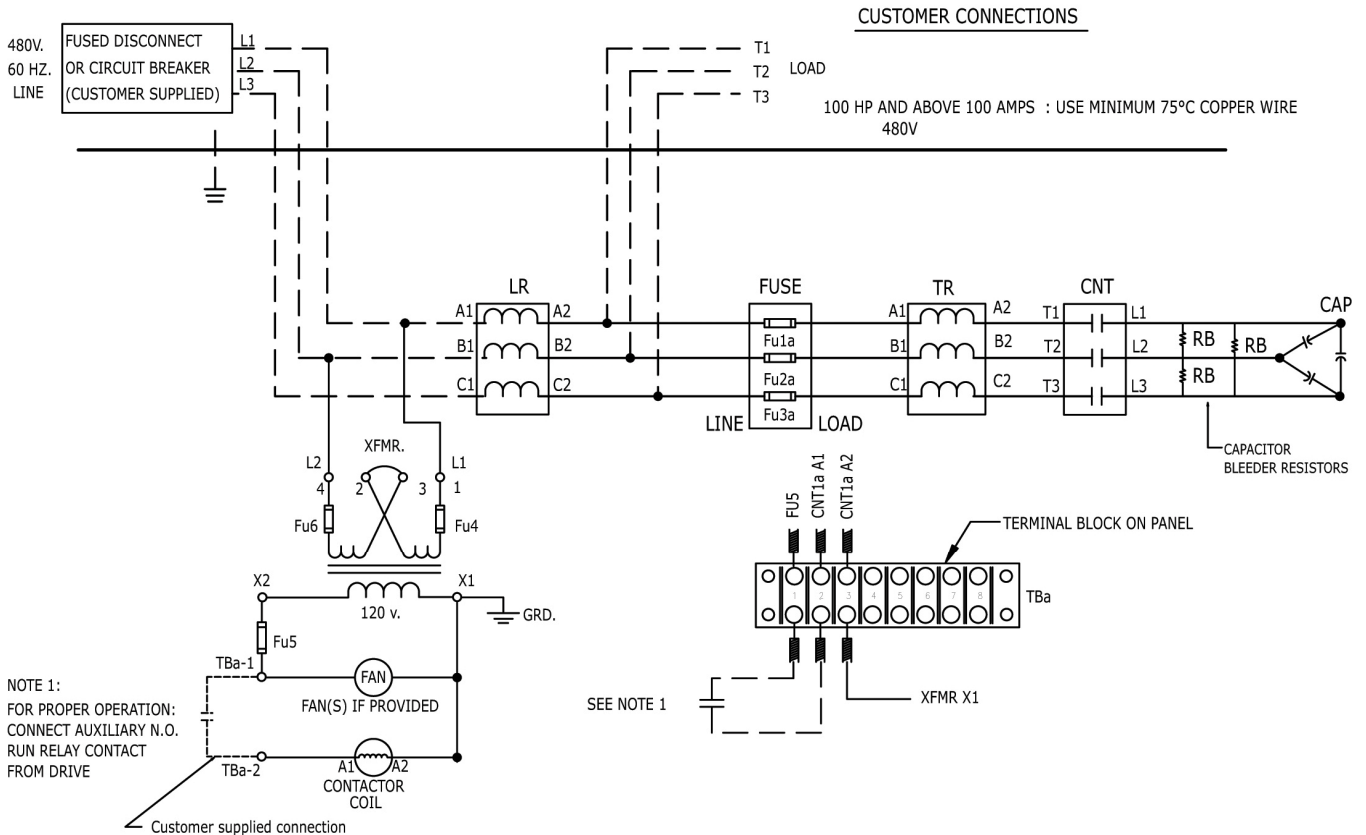 CUSTOMER CONNECTIONS
480V.
60 HZ.
LINE
FUSED DISCONNECT
OR CIRCUIT BREAKER
(CUSTOMER SUPPLIED)
L1
L2
L3
T1
T2
T3
LOAD
100 HP AND ABOVE 100 AMPS : USE MINIMUM 75°C COPPER WIRE
480V
LR
A1
A2
B1
B2
C1
C2
FUSE
Fu1a
Fu2a
Fu3a
LINE
LOAD
TR
A1
A2
B1
B2
C1
C2
CNT
T1
L1
T2
L2
T3
L3
RB
RB
RB
CAP
CAPACITOR
BLEEDER RESISTORS
XFMR.
L2
L1
4
2
3
1
Fu6
Fu4
X2
X1
120 v.
GRD.
Fu5
TBa-1
FAN
FAN(S) IF PROVIDED
TBa-2
A1
A2
CONTACTOR
COIL
NOTE 1:
FOR PROPER OPERATION:
CONNECT AUXILIARY N.O.
RUN RELAY CONTACT
FROM DRIVE
Customer supplied connection
FU5
CNT1a A1
CNT1a A2
TERMINAL BLOCK ON PANEL
1
2
3
4
5
6
7
8
TBa
SEE NOTE 1
XFMR X1